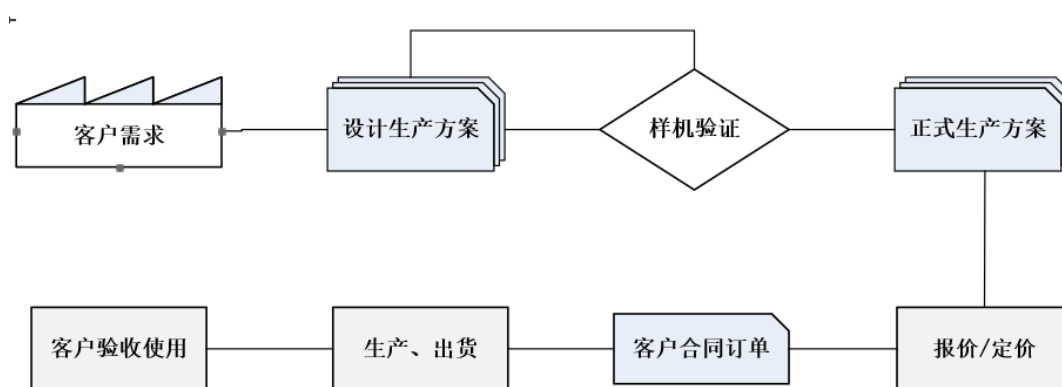 客户需求
设计生产方案
样机验证
正式生产方案
客户验收使用
生产、出货
客户合同订单
报价/定价